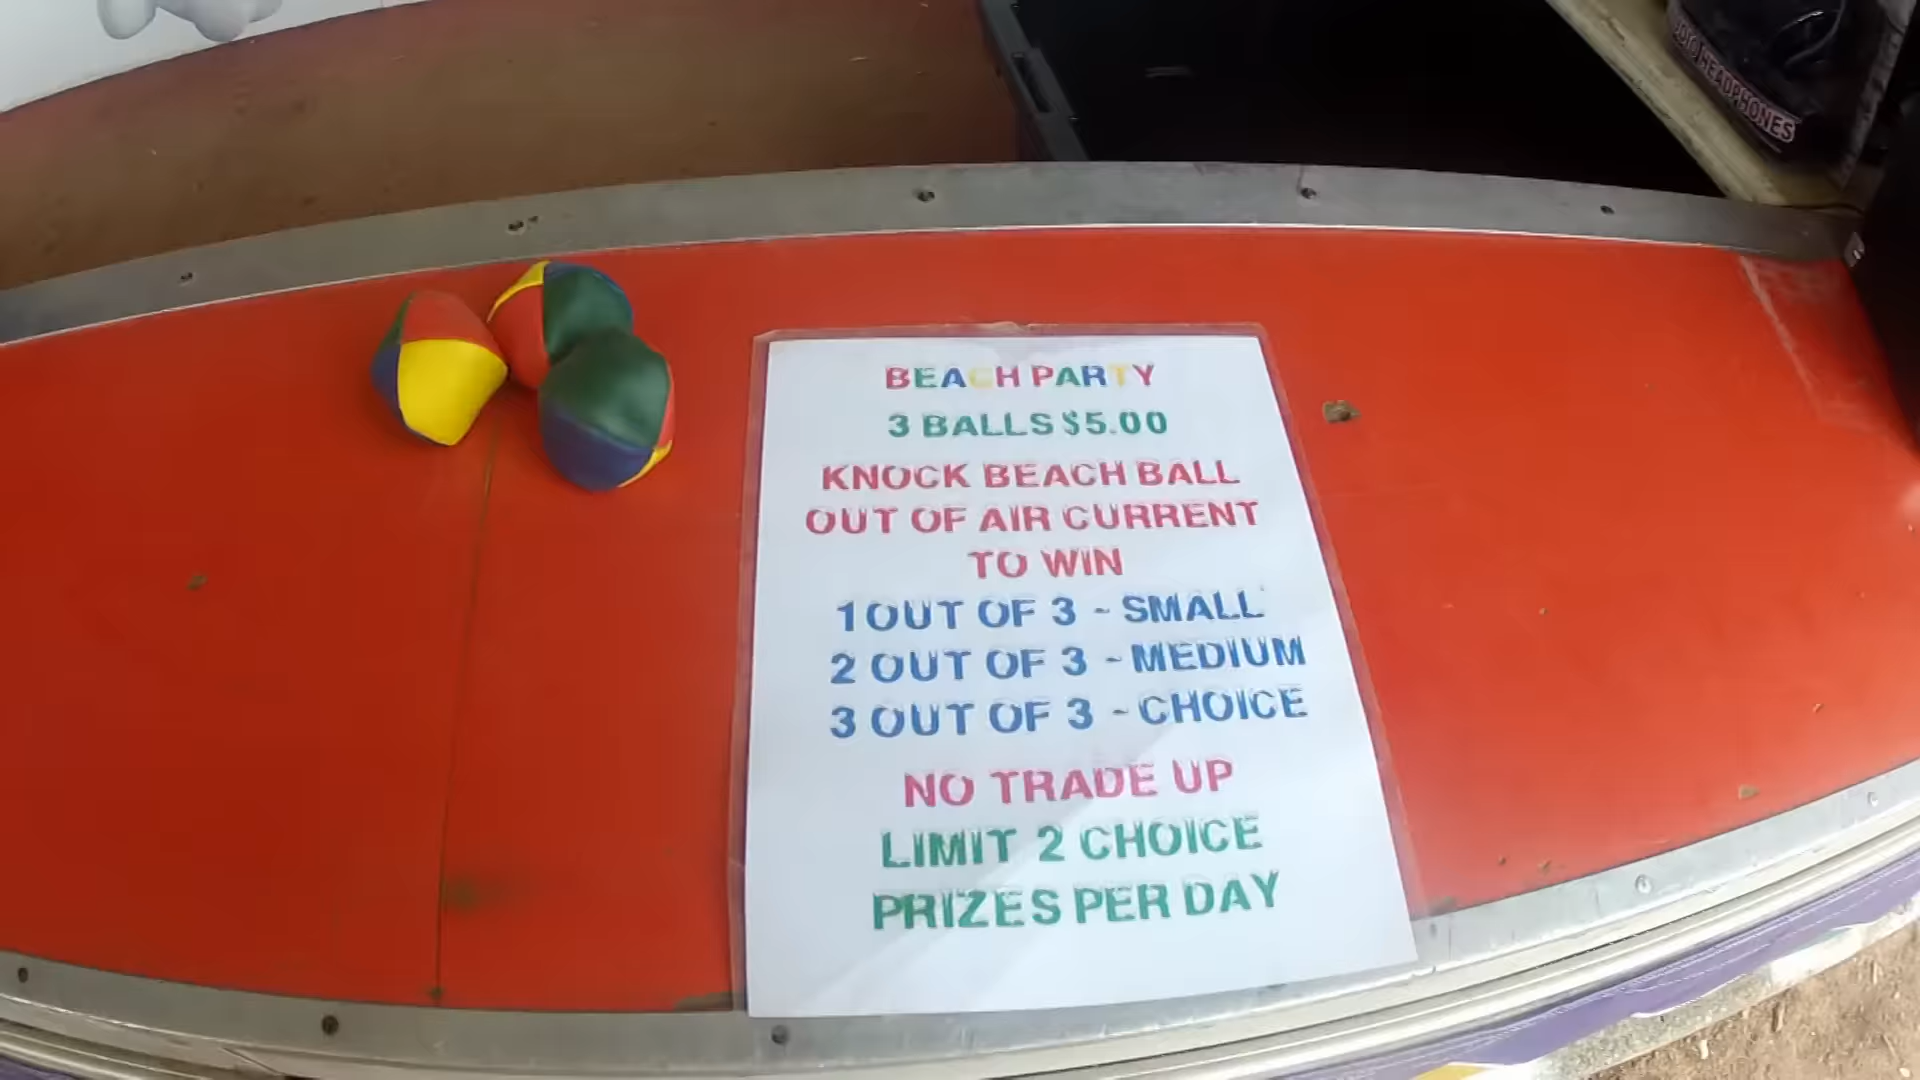 HEADPHONES
BEACH PARTY
3 BALLS $5.00
KNOCK BEACH BALL
OUT OF AIR CURRENT
TO WIN
1 OUT OF 3 - SMALL
2 OUT OF 3 - MEDIUM
3 OUT OF 3 - CHOICE
NO TRADE UP
LIMIT 2 CHOICE
PRIZES PER DAY